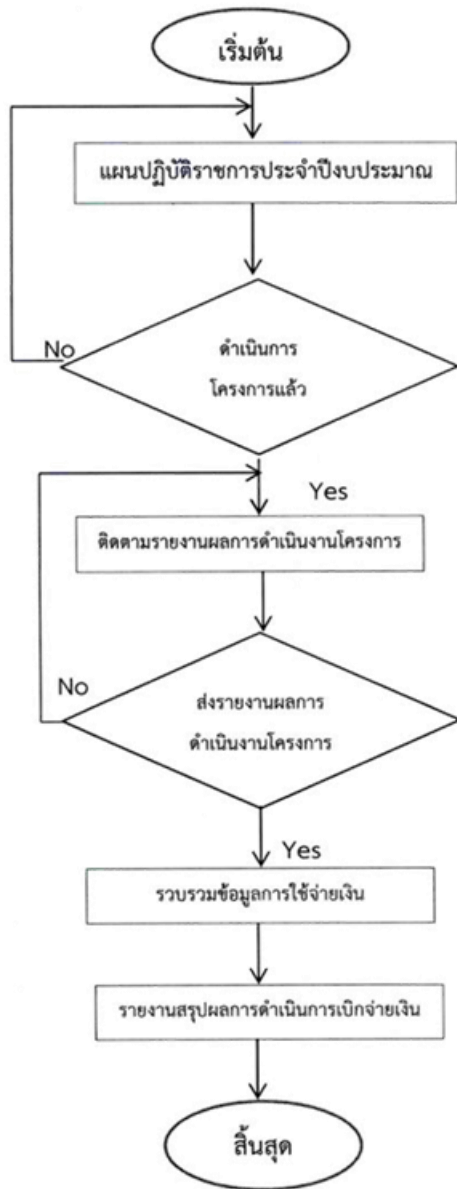 เริ่มต้น
แผนปฏิบัติราชการประจำปีงบประมาณ
No
ดำเนินการ
โครงการแล้ว
Yes
ติดตามรายงานผลการดำเนินงานโครงการ
No
ส่งรายงานผลการ
ดำเนินงานโครงการ
Yes
รวบรวมข้อมูลการใช้จ่ายเงิน
รายงานสรุปผลการดำเนินการเบิกจ่ายเงิน
สิ้นสุด